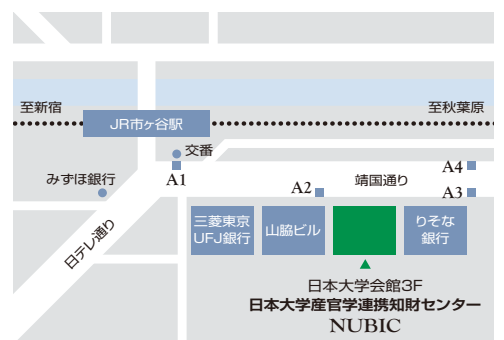 至新宿
至秋葉原
JR市ヶ谷駅
交番
みずほ銀行
A1
A2
靖国通り
A4
A3
日テレ通り
三菱東京
UFJ銀行
山脇ビル
りそな
銀行
日本大学会館3F
日本大学産官学連携知財センター
NUBIC